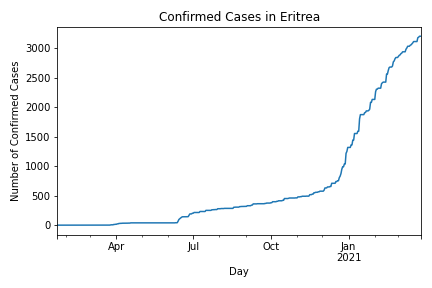 Confirmed Cases in Eritrea
Number of Confirmed Cases
3000
2500
2000
1500
1000
500
0
Apr
Jul
Oct
Jan
2021
Day